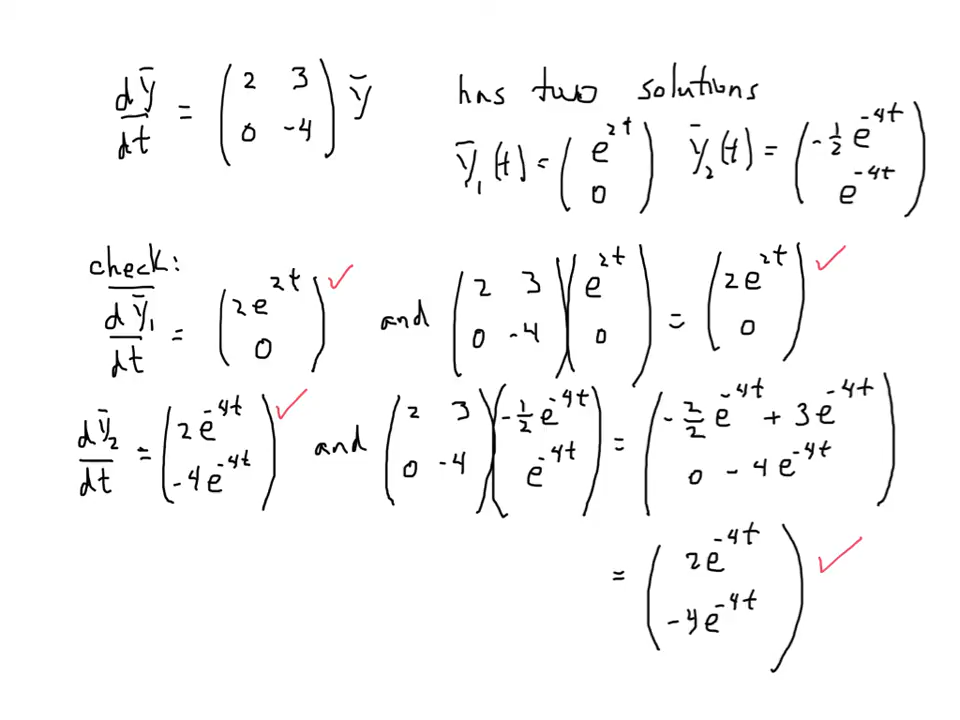 dȲ/dt = (2 3; 0 -4) Ȳ has two solutions
Ȳ₁(t) = (e^{2t}; 0) Ȳ₂(t) = (-½e^{-4t}; e^{-4t})
check:
dȲ₁/dt = (2e^{2t}; 0) ✓ and (2 3; 0 -4)(e^{2t}; 0) = (2e^{2t}; 0) ✓
dȲ₂/dt = (2e^{-4t}; -4e^{-4t}) ✓ and (2 3; 0 -4)(-½e^{-4t}; e^{-4t}) = (-2/2 e^{-4t} + 3e^{-4t}; 0 - 4e^{-4t})
= (2e^{-4t}; -4e^{-4t}) ✓